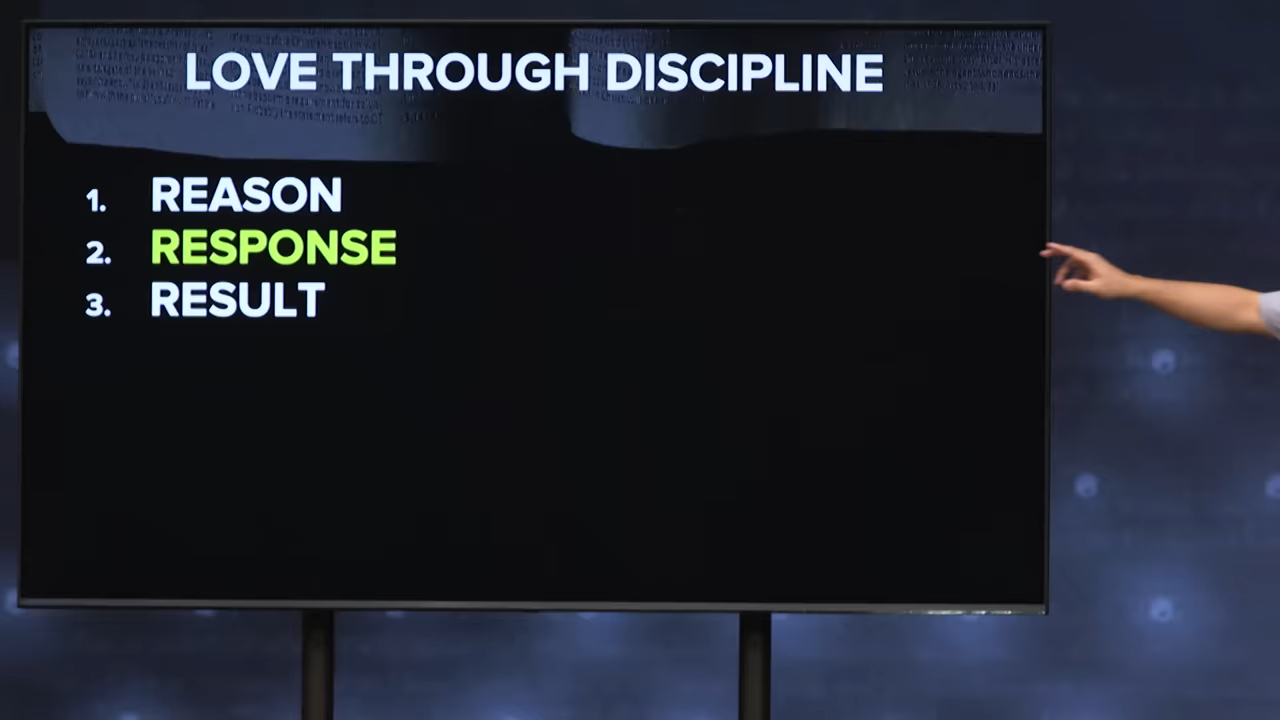 LOVE THROUGH DISCIPLINE
1. REASON
2. RESPONSE
3. RESULT